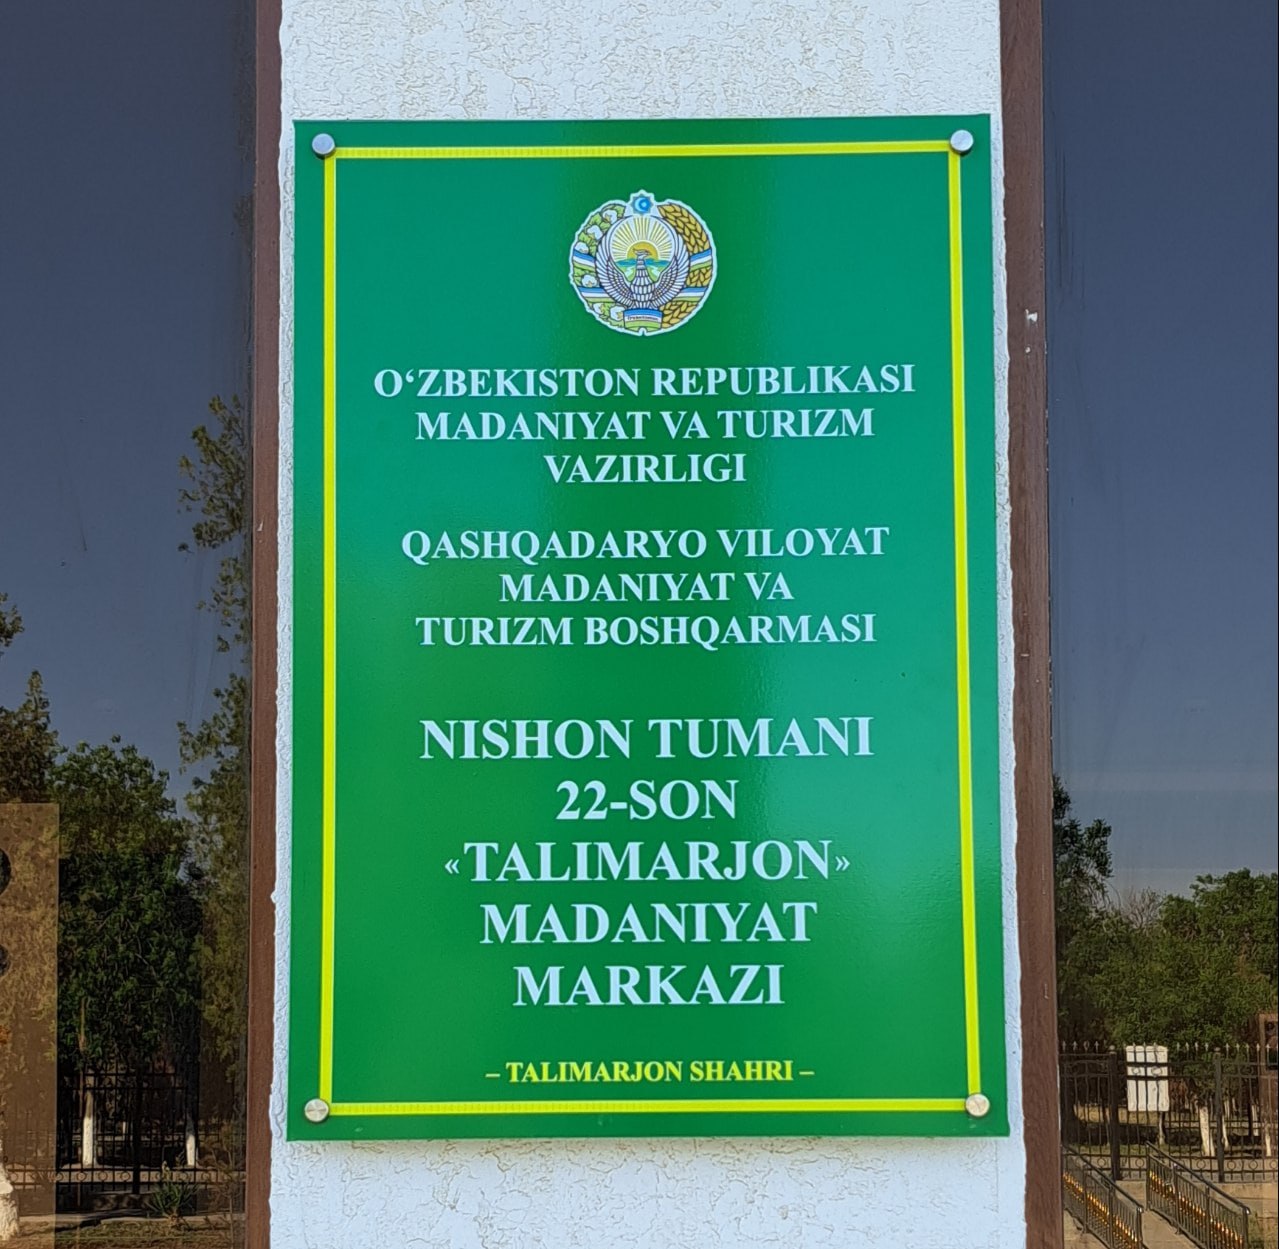 O‘ZBEKISTON REPUBLIKASI
MADANIYAT VA TURIZM
VAZIRLIGI
QASHQADARYO VILOYAT
MADANIYAT VA
TURIZM BOSHQARMASI
NISHON TUMANI
22-SON
«TALIMARJON»
MADANIYAT
MARKAZI
– TALIMARJON SHAHRI –